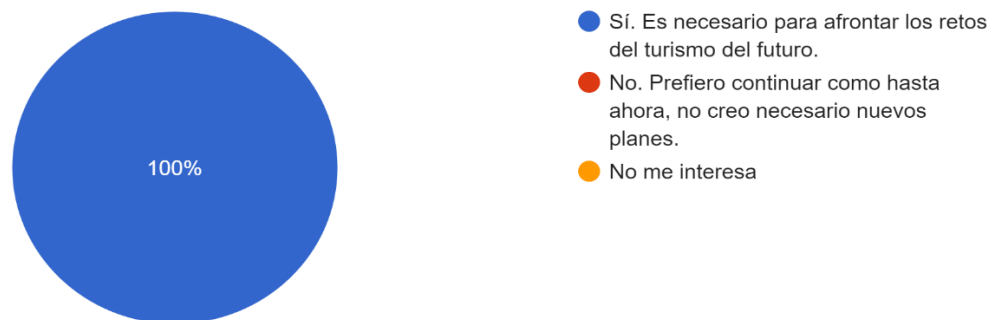 100%
Sí. Es necesario para afrontar los retos
del turismo del futuro.
No. Prefiero continuar como hasta
ahora, no creo necesario nuevos
planes.
No me interesa